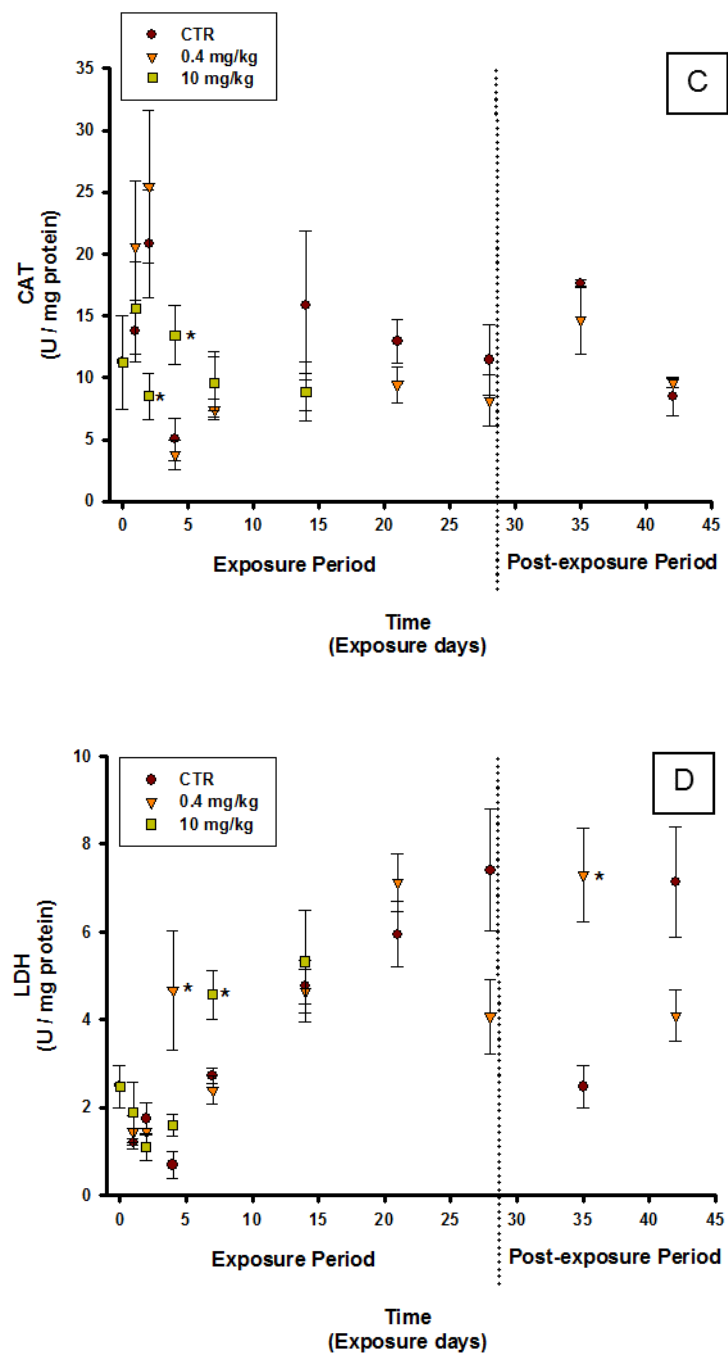 CTR
0.4 mg/kg
10 mg/kg
C
35
30
25
20
15
10
5
0
CAT
(U / mg protein)
*
*
0 5 10 15 20 25 30 35 40 45
Exposure Period Post-exposure Period
Time
(Exposure days)
CTR
0.4 mg/kg
10 mg/kg
D
10
8
6
4
2
0
LDH
(U / mg protein)
* * *
0 5 10 15 20 25 30 35 40 45
Exposure Period Post-exposure Period
Time
(Exposure days)